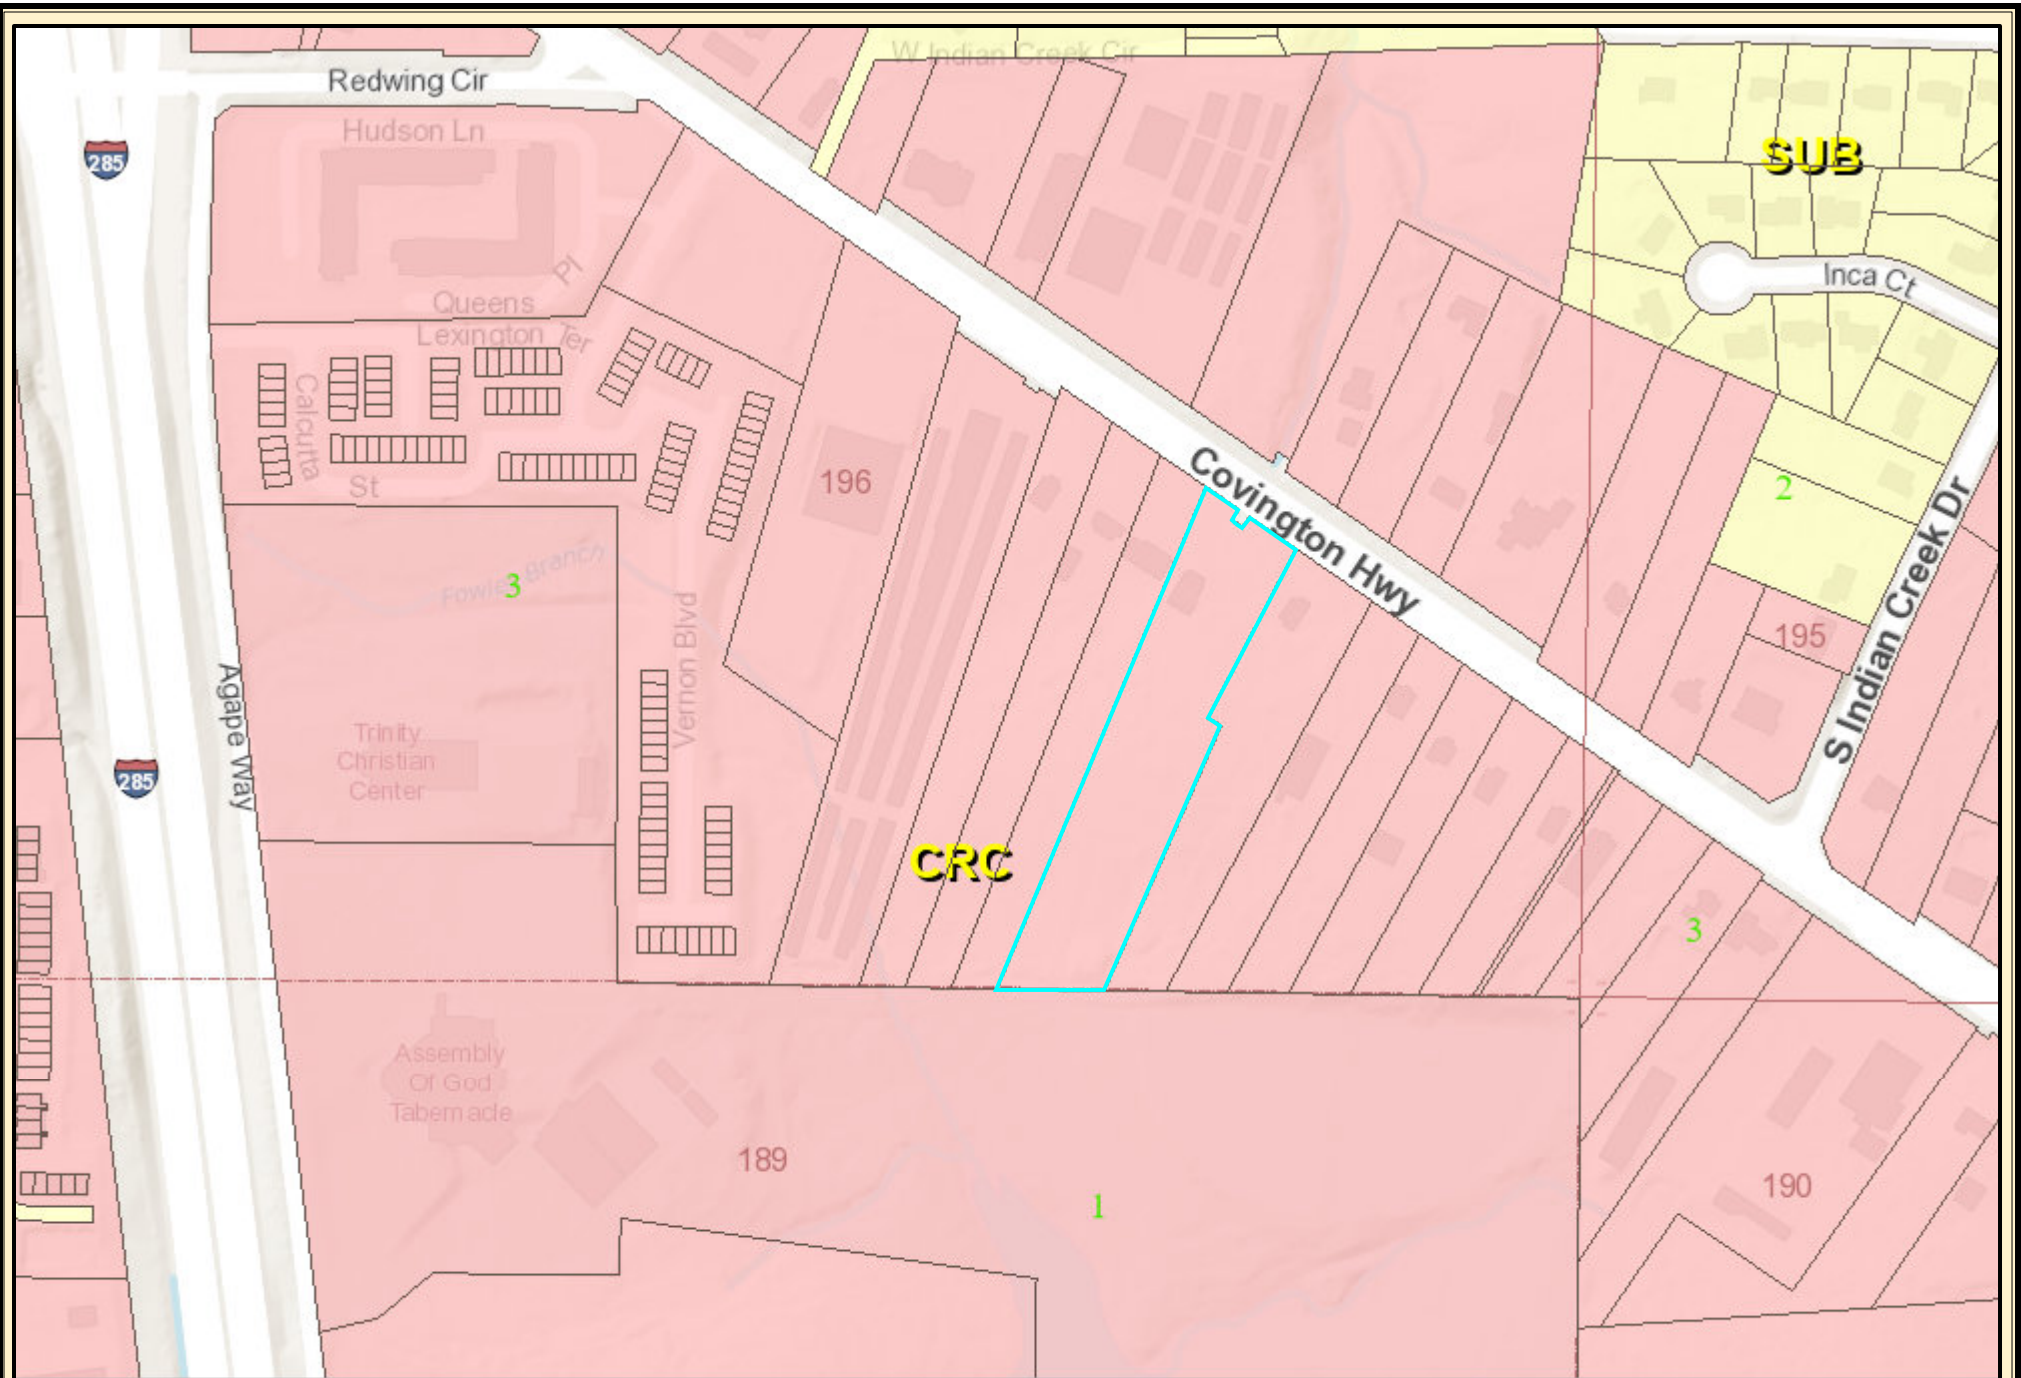 W Indian Creek Cir
Redwing Cir
Hudson Ln
285
SUB
Pl
Inca Ct
Queens
Lexington Ter
Calcutta
St
196
Covington Hwy
2
S Indian Creek Dr
Fowler Branch
3
Vernon Blvd
195
Agape Way
Trinity
Christian
Center
285
CRC
3
Assembly
Of God
Tabernacle
189
1
190